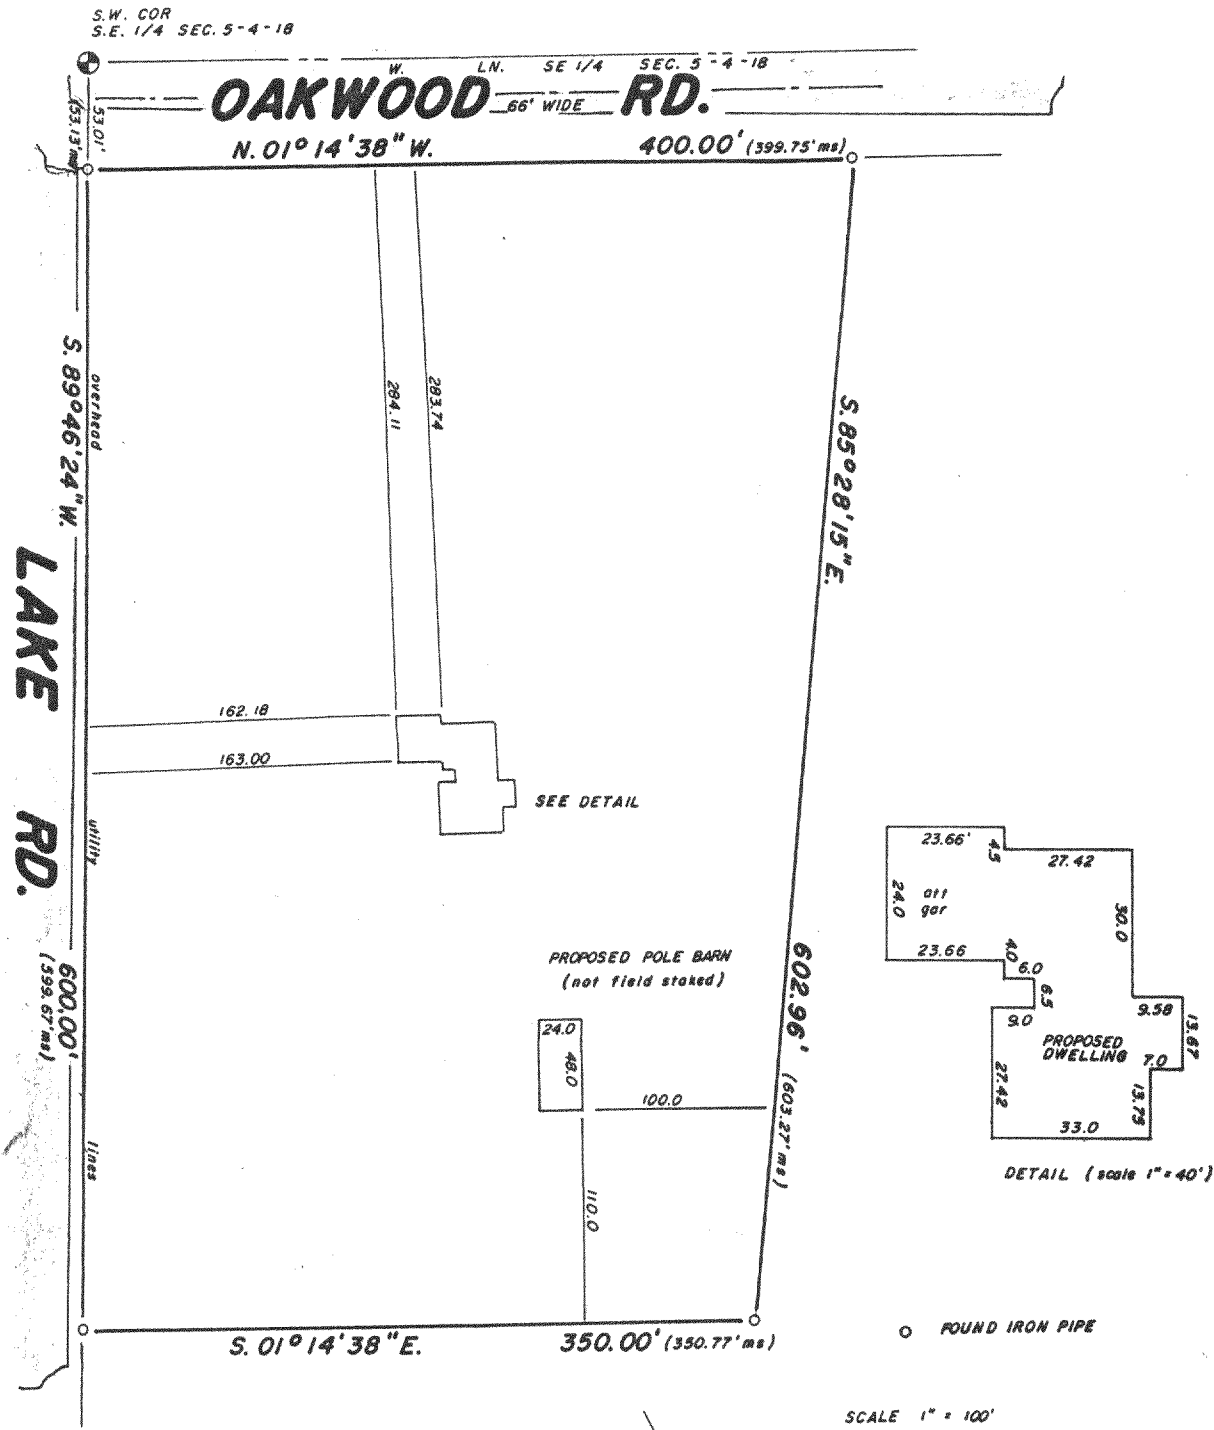 S.W. COR
S.E. 1/4 SEC. 5-4-18
W. LN. SE 1/4 SEC. 5-4-18
OAKWOOD RD.
66' WIDE
53.01'
(53.13'ms)
N. 01° 14' 38" W.
400.00' (399.75'ms)
S. 89° 46' 24" W.
overhead
284.11
283.74
S. 85° 28' 15" E.
LAKE RD.
162.18
163.00
SEE DETAIL
utility
23.66'
4.5
27.42
24.0
att
gar
30.0
23.66
4.0
6.0
6.5
9.0
9.58
13.67
PROPOSED
DWELLING
7.0
27.42
13.75
33.0
DETAIL (scale 1"=40')
PROPOSED POLE BARN
(not field staked)
602.96' (603.27'ms)
600.00'
(599.67'ms)
24.0
48.0
100.0
110.0
lines
S. 01° 14' 38" E.
350.00' (350.77'ms)
FOUND IRON PIPE
SCALE 1" = 100'